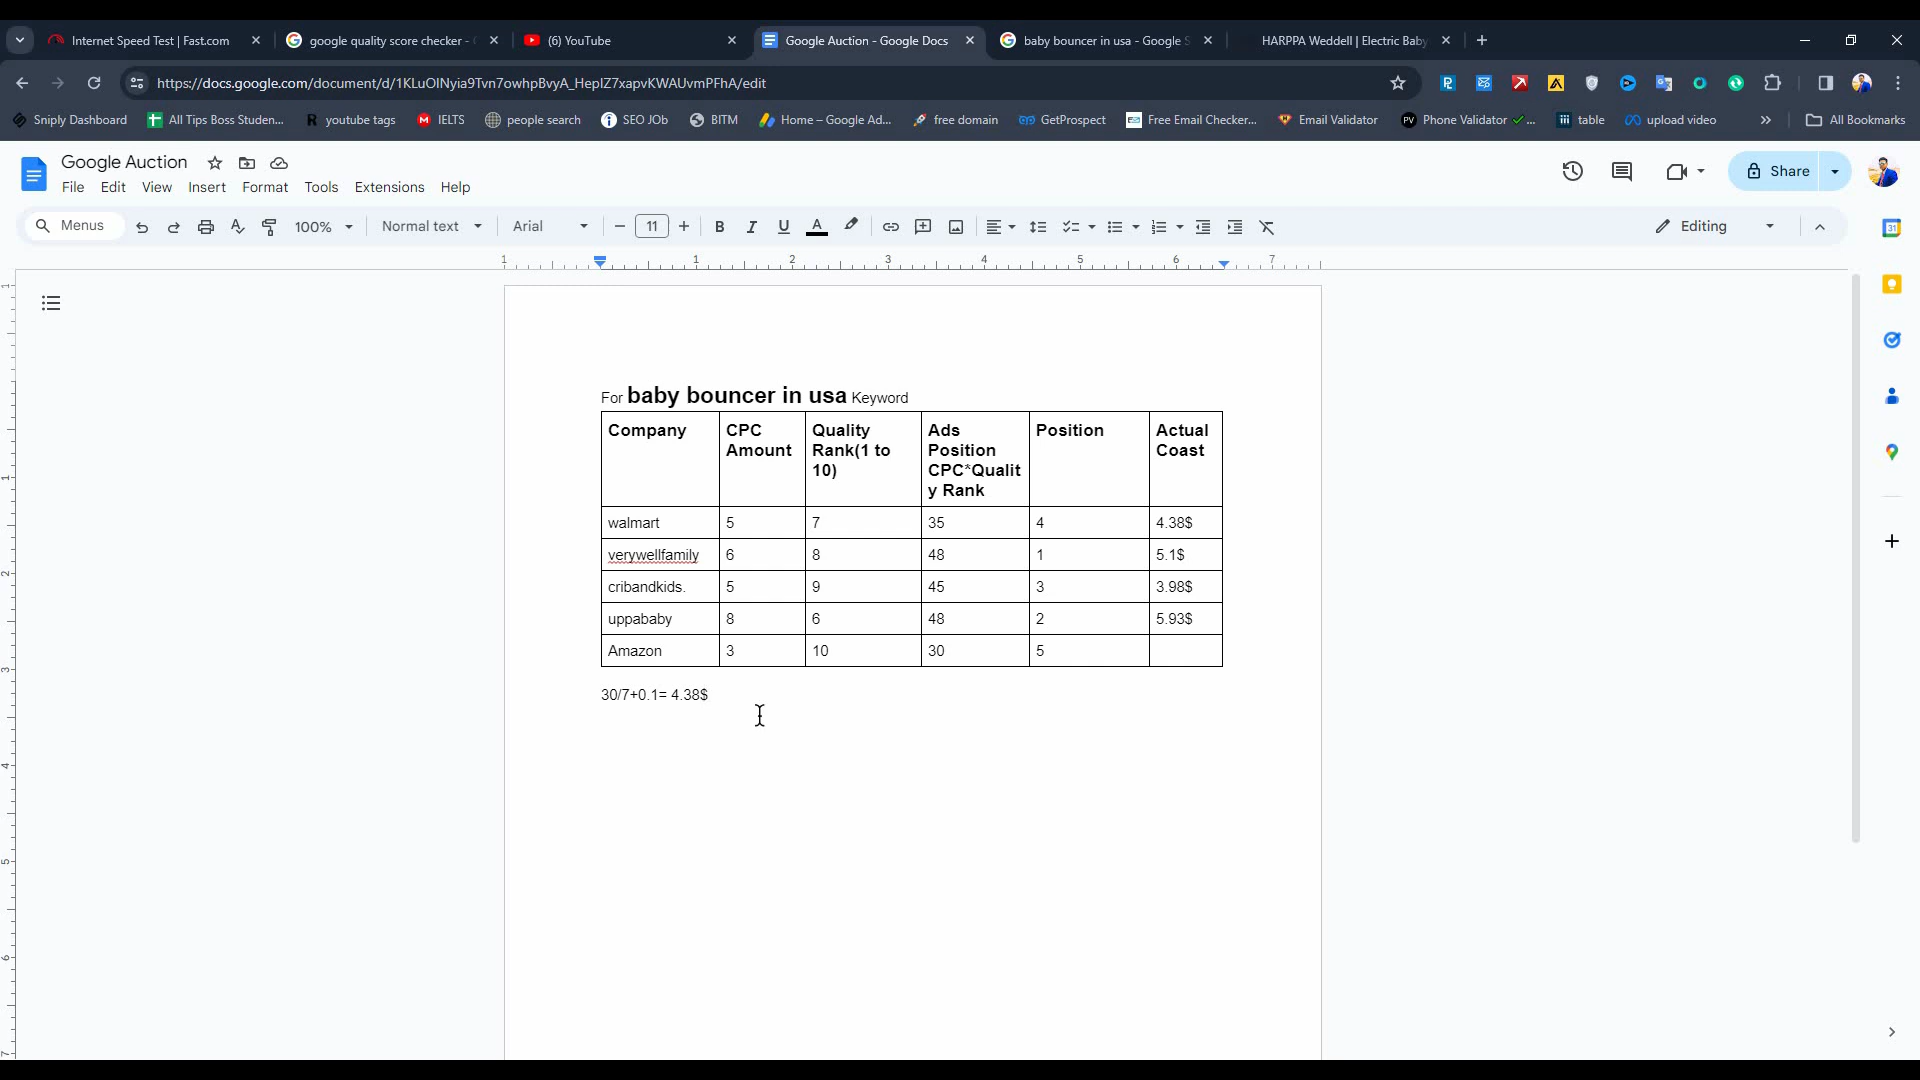 Internet Speed Test | Fast.com
google quality score checker -
(6) YouTube
Google Auction - Google Docs
baby bouncer in usa - Google S
HARPPA Weddell | Electric Baby
https://docs.google.com/document/d/1KLuOINyia9Tvn7owhpBvyA_HepIZ7xapvKWAUvmPFhA/edit
Sniply Dashboard
All Tips Boss Studen...
youtube tags
IELTS
people search
SEO JOb
BITM
Home – Google Ad...
free domain
GetProspect
Free Email Checker...
Email Validator
Phone Validator ✓ ...
table
upload video
All Bookmarks
Google Auction
File Edit View Insert Format Tools Extensions Help
Share
Menus
100%
Normal text
Arial
11
Editing
For baby bouncer in usa Keyword
Company
CPC
Amount
Quality
Rank(1 to
10)
Ads
Position
CPC*Qualit
y Rank
Position
Actual
Coast
walmart 5 7 35 4 4.38$
verywellfamily 6 8 48 1 5.1$
cribandkids. 5 9 45 3 3.98$
uppababy 8 6 48 2 5.93$
Amazon 3 10 30 5
30/7+0.1= 4.38$